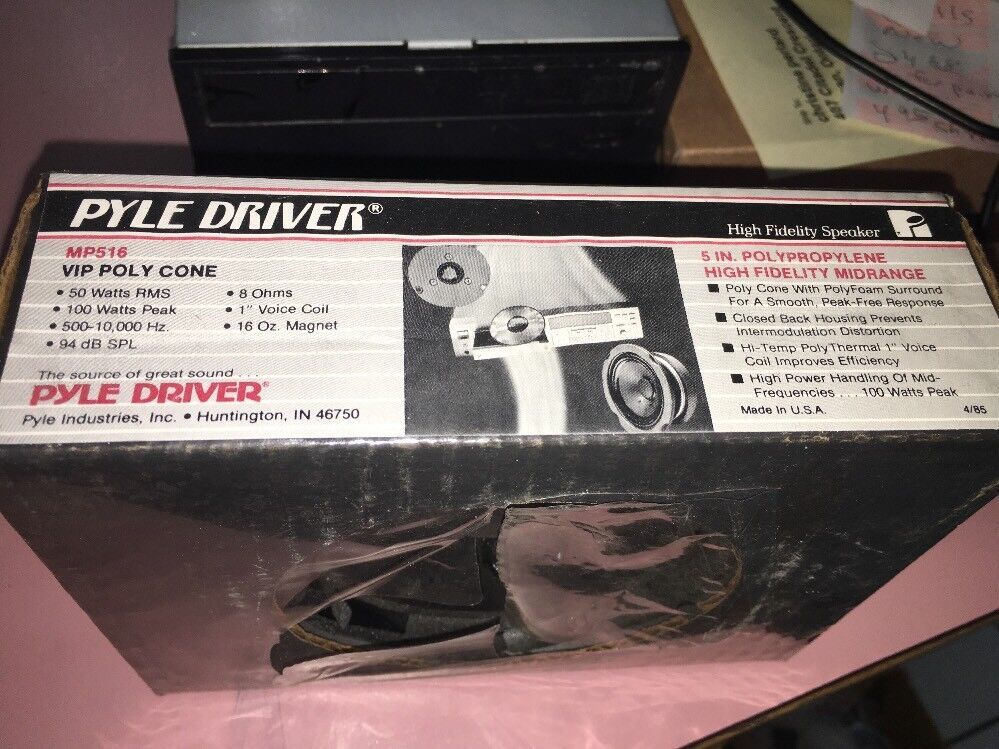 PYLE DRIVER®
High Fidelity Speaker
MP516
VIP POLY CONE
• 50 Watts RMS
• 100 Watts Peak
• 500-10,000 Hz.
• 94 dB SPL
• 8 Ohms
• 1" Voice Coil
• 16 Oz. Magnet
The source of great sound . . .
PYLE DRIVER®
Pyle Industries, Inc. • Huntington, IN 46750
5 IN. POLYPROPYLENE
HIGH FIDELITY MIDRANGE
■ Poly Cone With PolyFoam Surround
For A Smooth, Peak-Free Response
■ Closed Back Housing Prevents
Intermodulation Distortion
■ Hi-Temp PolyThermal 1" Voice
Coil Improves Efficiency
■ High Power Handling Of Mid-
Frequencies . . . 100 Watts Peak
Made In U.S.A.
4/85